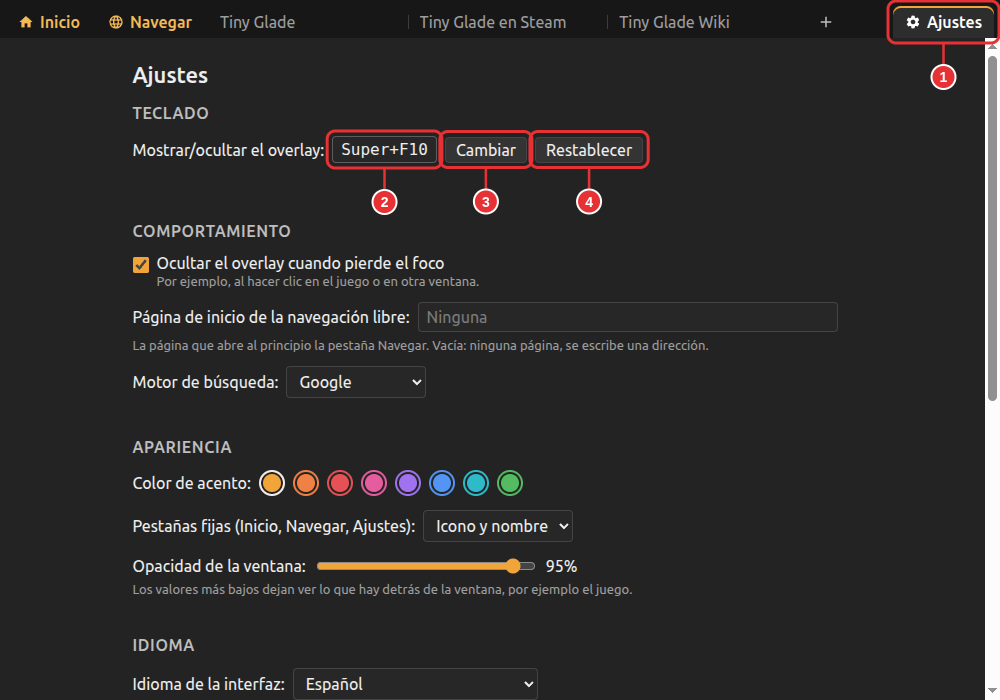 Inicio Navegar Tiny Glade Tiny Glade en Steam Tiny Glade Wiki + Ajustes
1
Ajustes
TECLADO
Mostrar/ocultar el overlay: Super+F10 Cambiar Restablecer
2 3 4
COMPORTAMIENTO
Ocultar el overlay cuando pierde el foco
Por ejemplo, al hacer clic en el juego o en otra ventana.
Página de inicio de la navegación libre: Ninguna
La página que abre al principio la pestaña Navegar. Vacía: ninguna página, se escribe una dirección.
Motor de búsqueda: Google
APARIENCIA
Color de acento:
Pestañas fijas (Inicio, Navegar, Ajustes): Icono y nombre
Opacidad de la ventana: 95%
Los valores más bajos dejan ver lo que hay detrás de la ventana, por ejemplo el juego.
IDIOMA
Idioma de la interfaz: Español